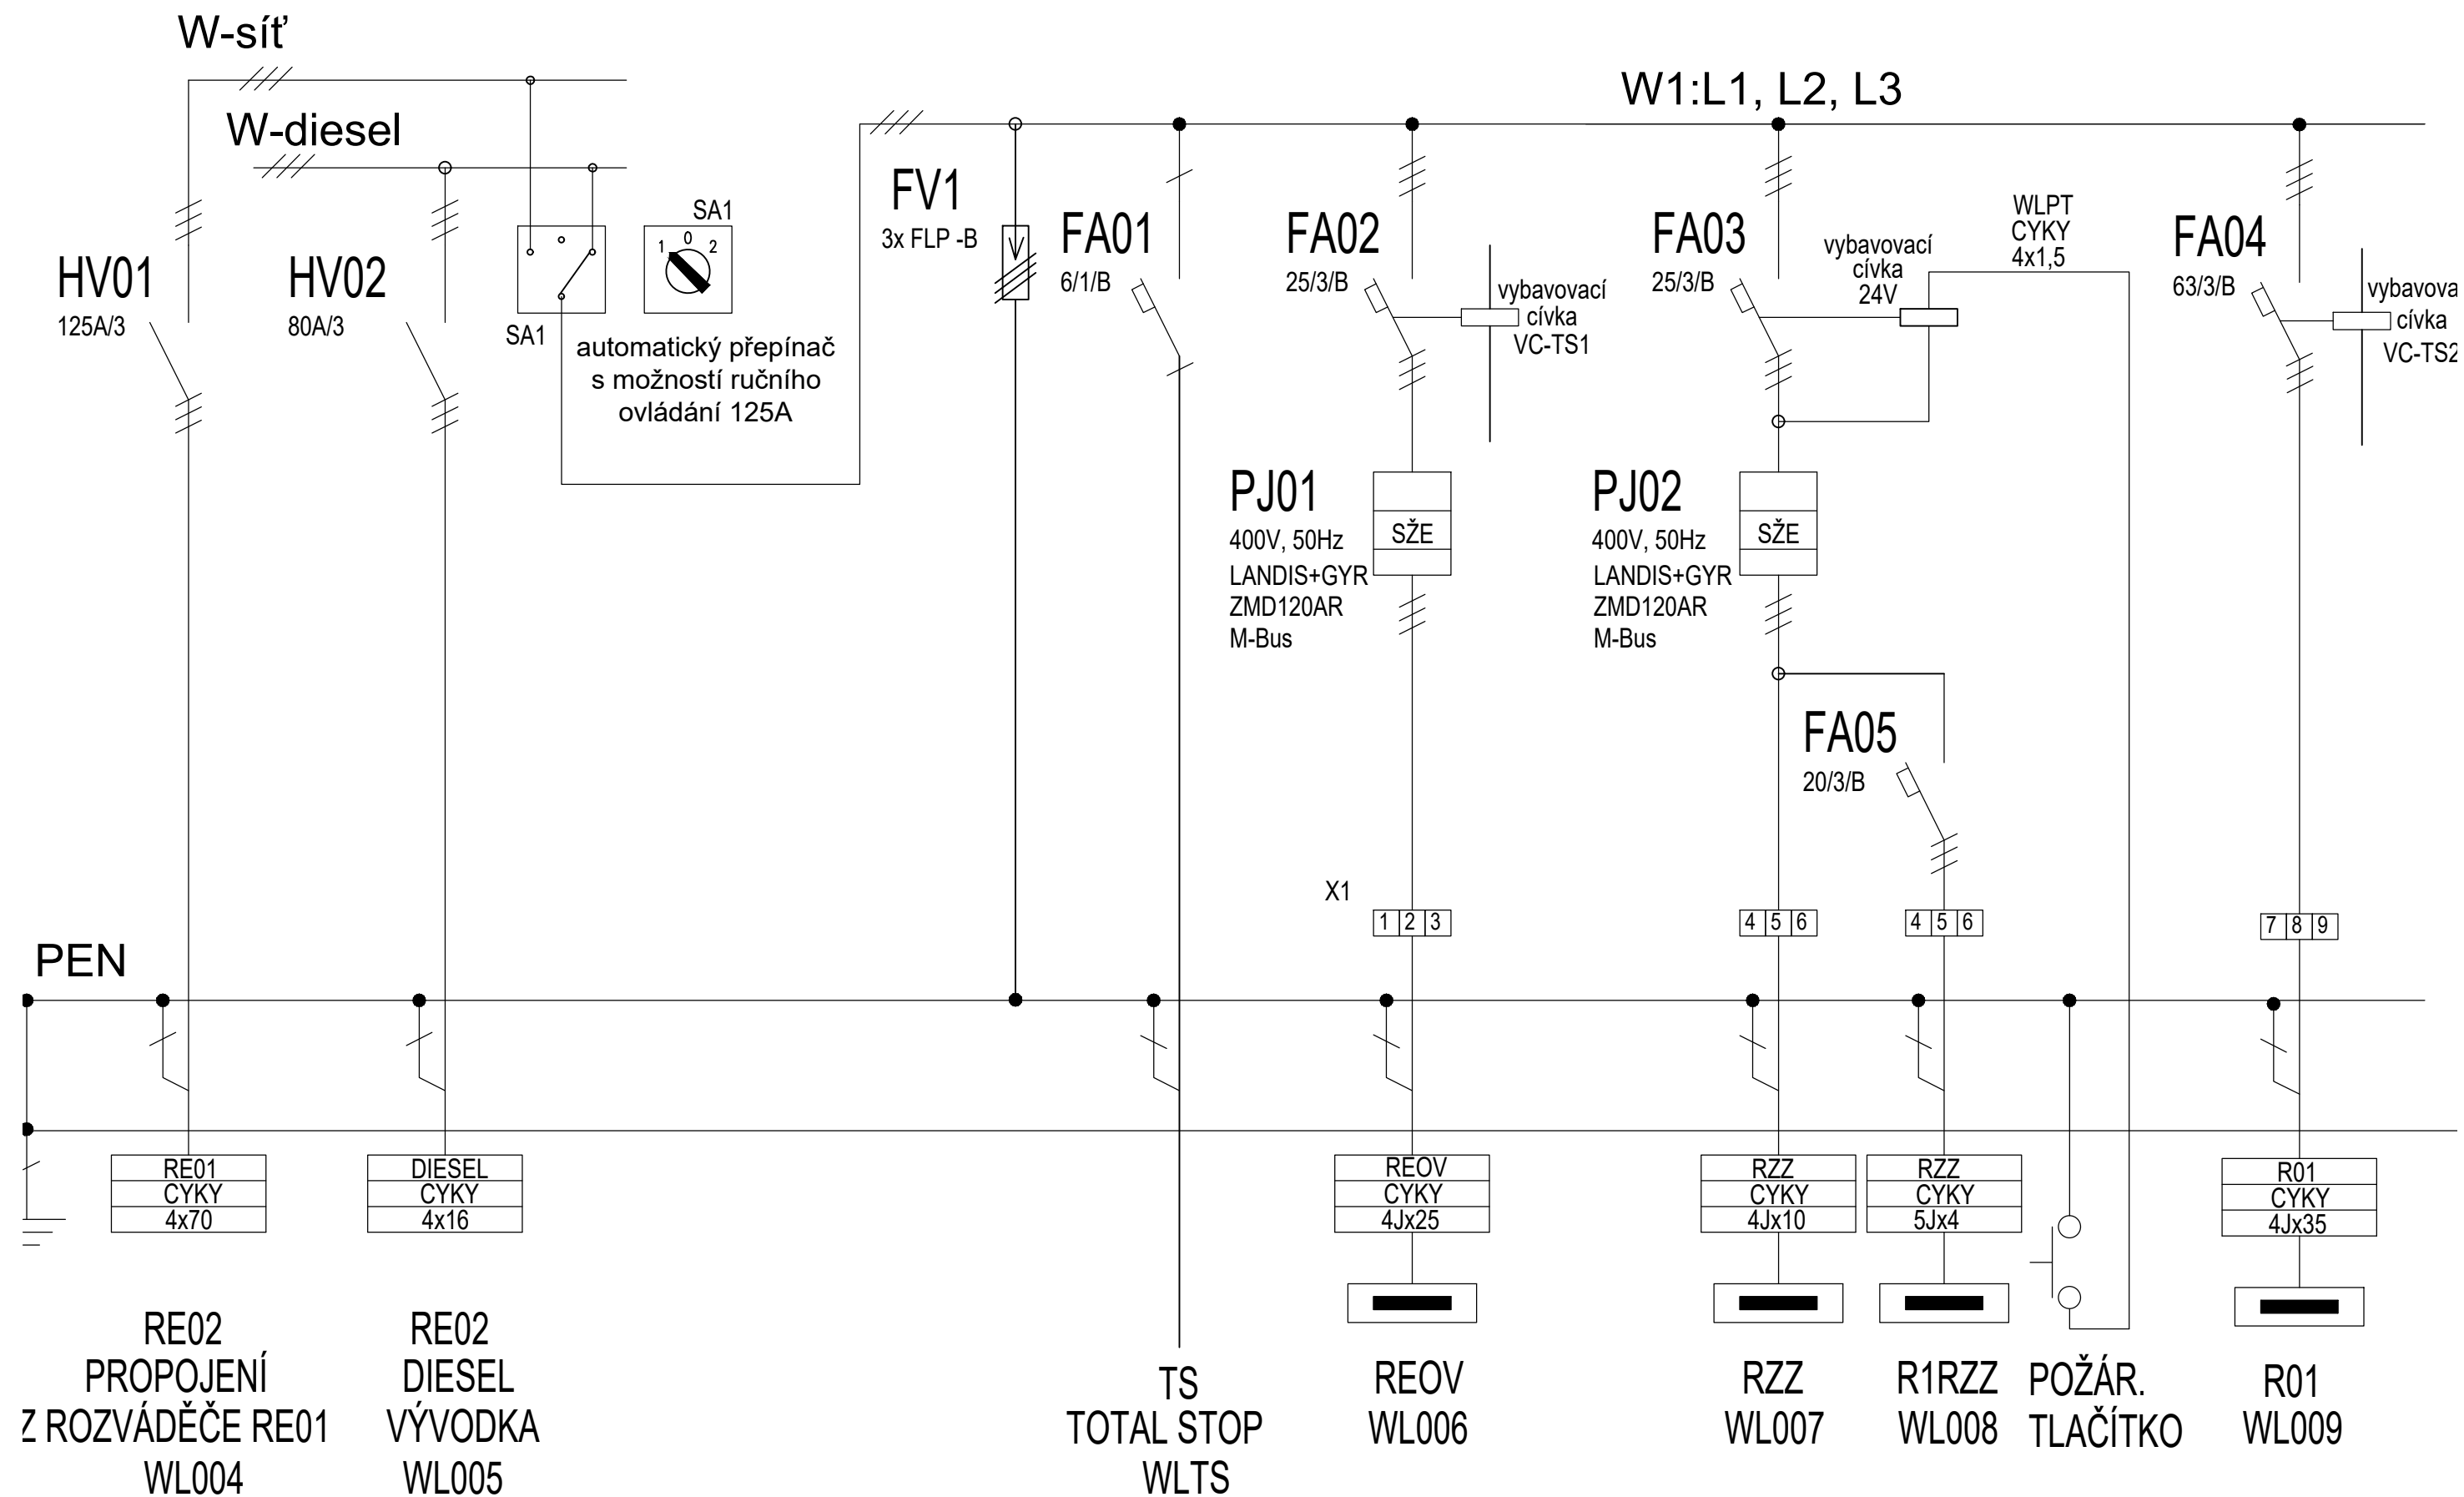 W-síť
W-diesel
W1:L1, L2, L3
HV01
125A/3
HV02
80A/3
SA1
SA1
1 0 2
automatický přepínač
s možností ručního
ovládání 125A
FV1
3x FLP -B
FA01
6/1/B
FA02
25/3/B
vybavovací
cívka
VC-TS1
FA03
25/3/B
vybavovací
cívka
24V
WLPT
CYKY
4x1,5
FA04
63/3/B
vybavova
cívka
VC-TS2
PJ01
400V, 50Hz
LANDIS+GYR
ZMD120AR
M-Bus
SŽE
PJ02
400V, 50Hz
LANDIS+GYR
ZMD120AR
M-Bus
SŽE
FA05
20/3/B
X1
1 2 3
4 5 6
4 5 6
7 8 9
PEN
RE01
CYKY
4x70
DIESEL
CYKY
4x16
REOV
CYKY
4Jx25
RZZ
CYKY
4Jx10
RZZ
CYKY
5Jx4
R01
CYKY
4Jx35
RE02
PROPOJENÍ
Z ROZVÁDĚČE RE01
WL004
RE02
DIESEL
VÝVODKA
WL005
TS
TOTAL STOP
WLTS
REOV
WL006
RZZ
WL007
R1RZZ
WL008
POŽÁR.
TLAČÍTKO
R01
WL009